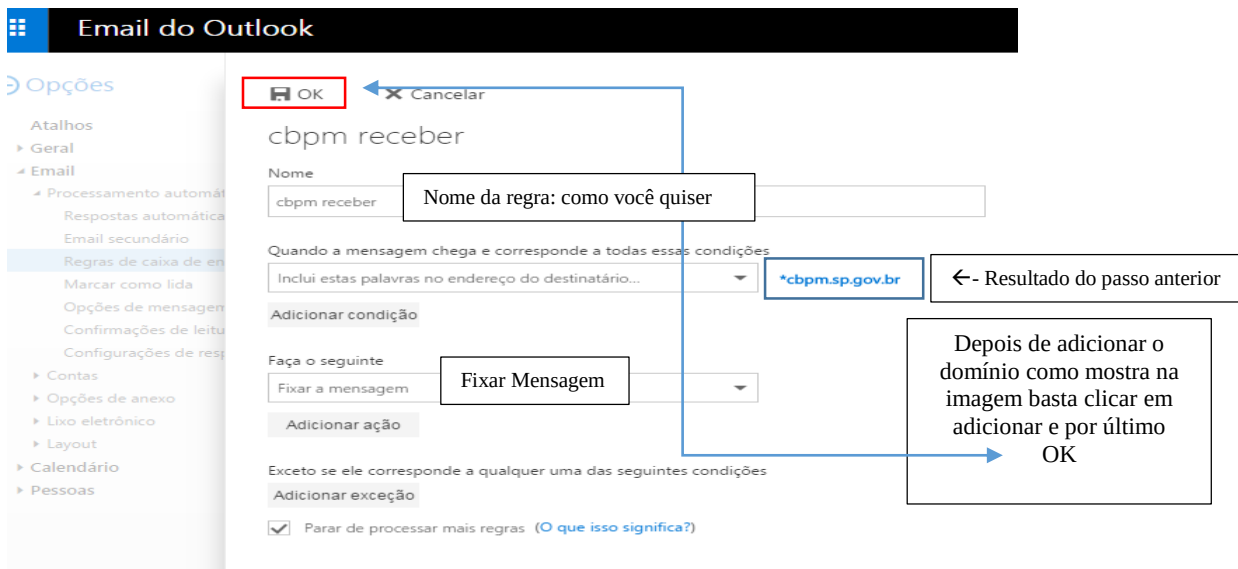 Email do Outlook
Opções
Atalhos
Geral
Email
Processamento automát
Respostas automática
Email secundário
Regras de caixa de en
Marcar como lida
Opções de mensagen
Confirmações de leitu
Configurações de resp
Contas
Opções de anexo
Lixo eletrônico
Layout
Calendário
Pessoas
OK
Cancelar
cbpm receber
Nome
cbpm receber
Nome da regra: como você quiser
Quando a mensagem chega e corresponde a todas essas condições
Inclui estas palavras no endereço do destinatário...
*cbpm.sp.gov.br
←- Resultado do passo anterior
Adicionar condição
Faça o seguinte
Fixar a mensagem
Fixar Mensagem
Adicionar ação
Exceto se ele corresponde a qualquer uma das seguintes condições
Adicionar exceção
Parar de processar mais regras (O que isso significa?)
Depois de adicionar o
domínio como mostra na
imagem basta clicar em
adicionar e por último
OK